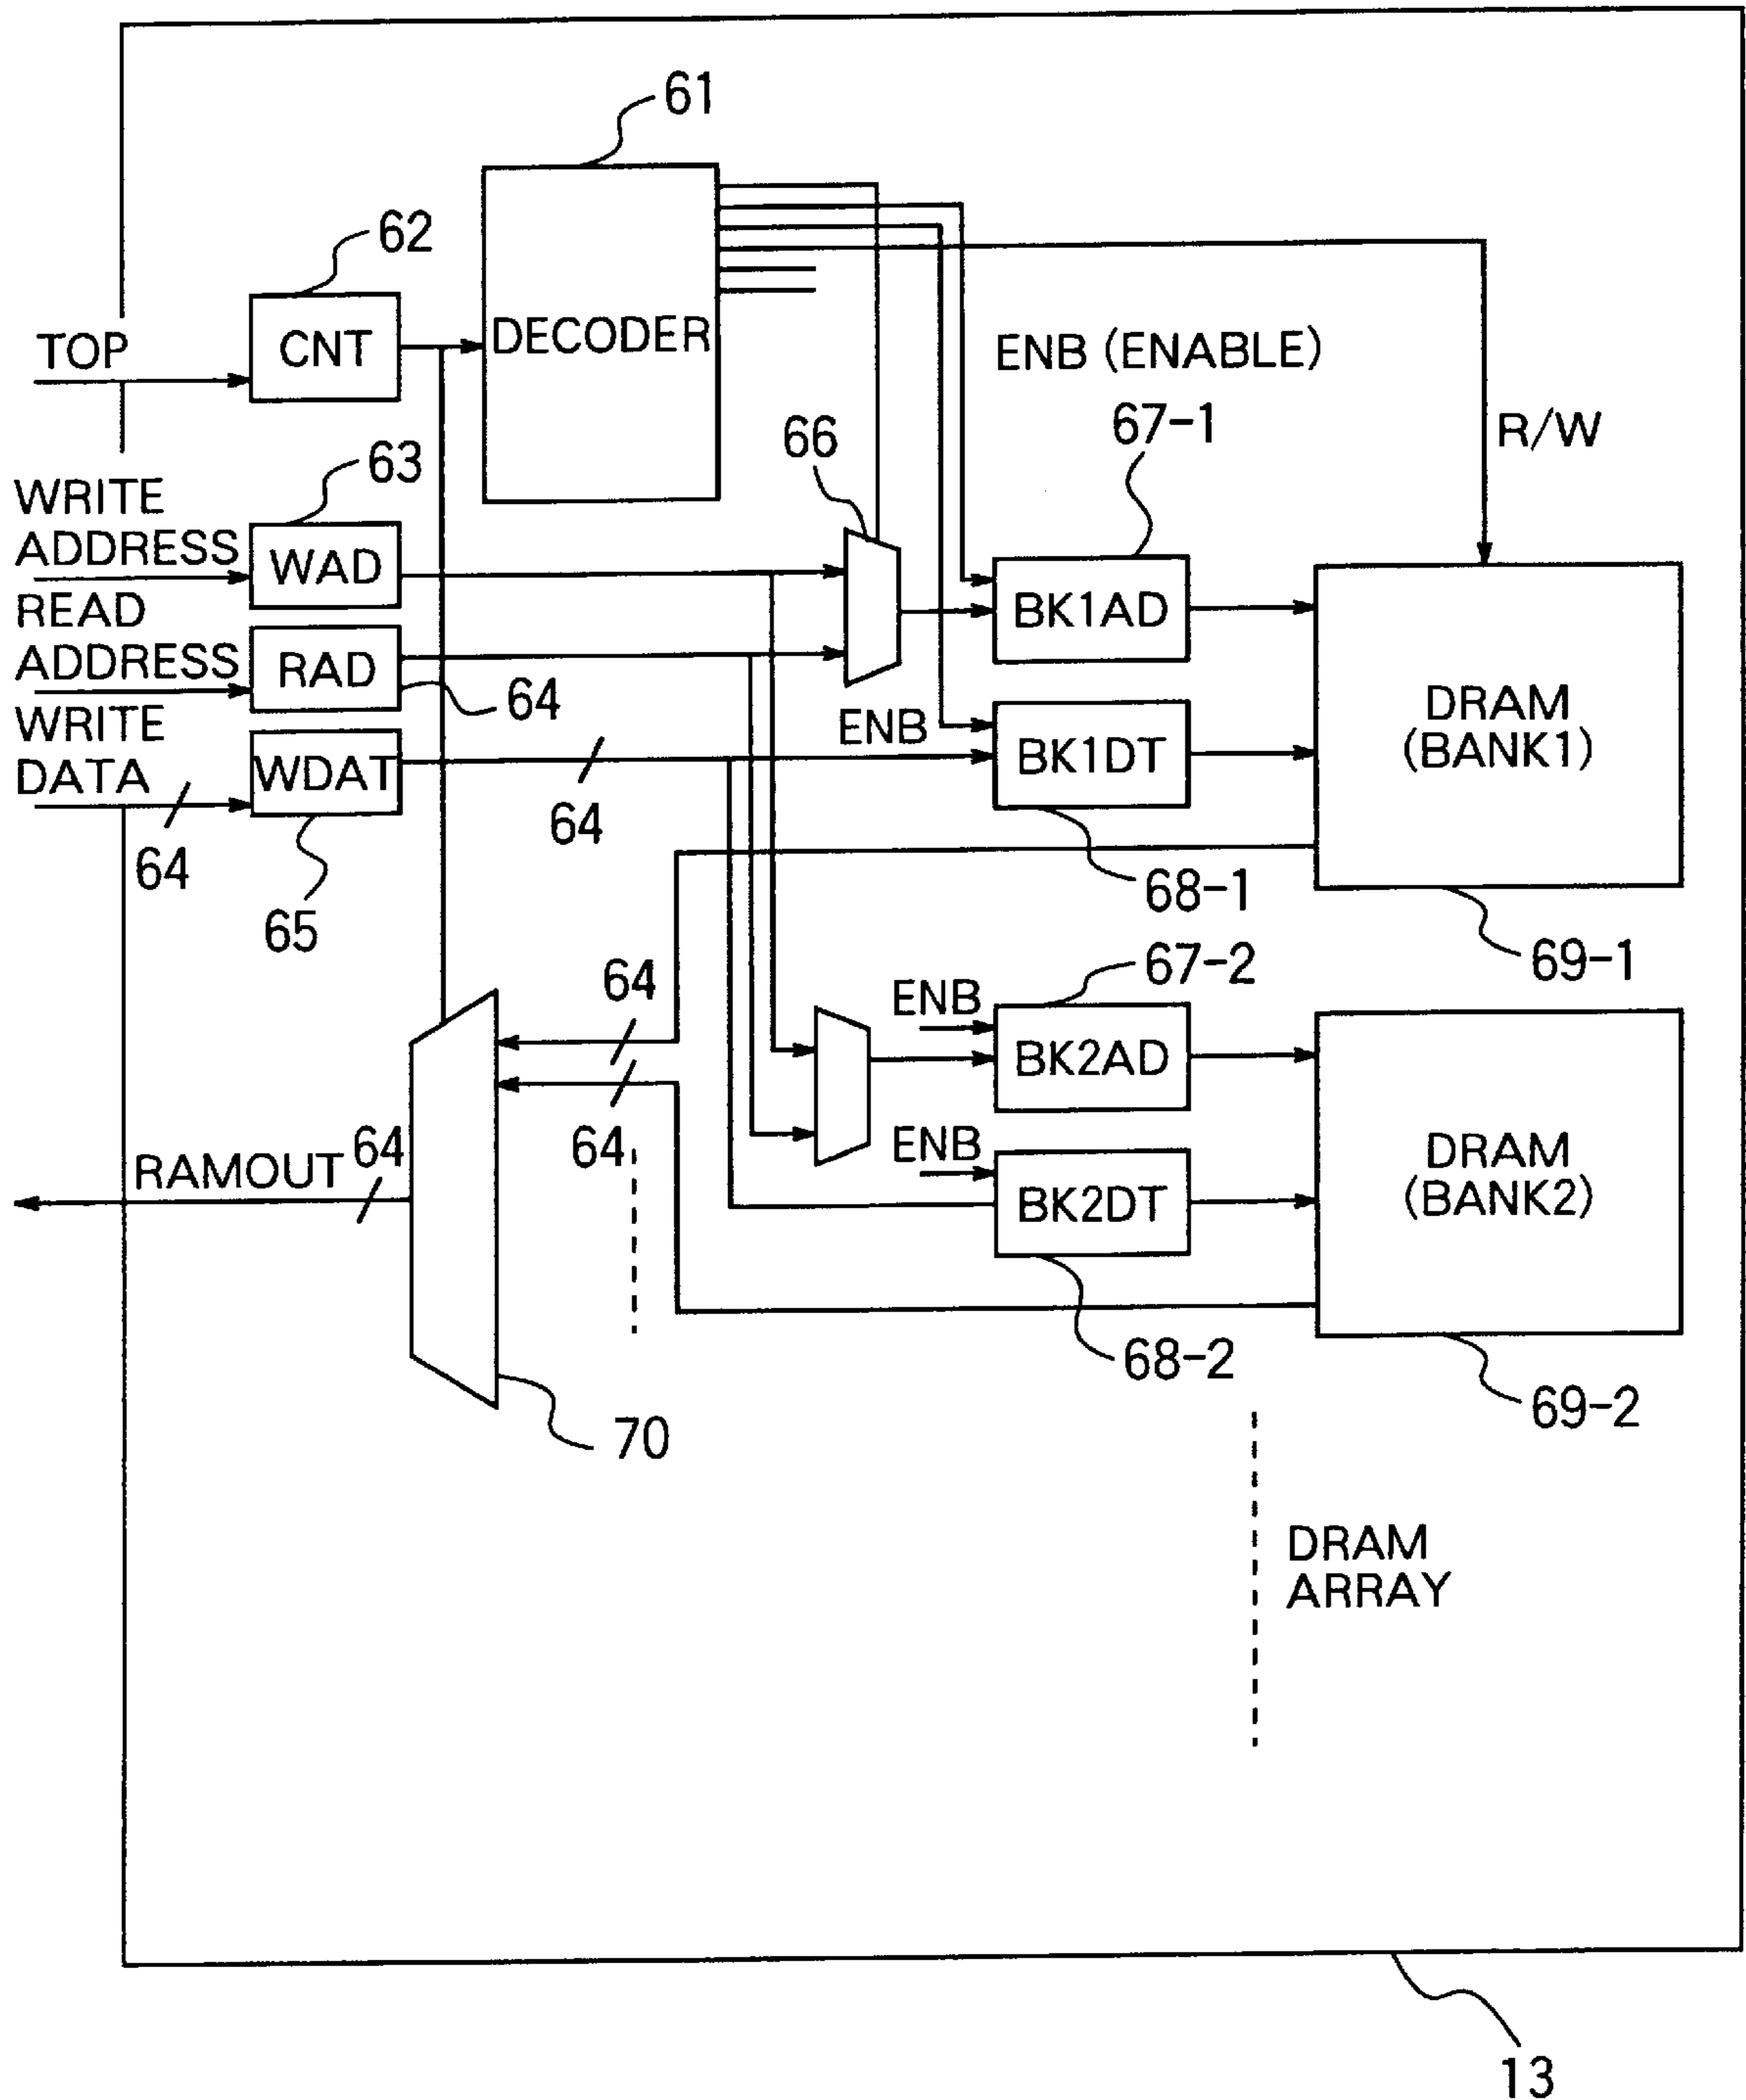 61
62
TOP
CNT
DECODER
ENB (ENABLE)
67-1
R/W
66
63
WRITE
ADDRESS
WAD
READ
ADDRESS
RAD
64
WRITE
DATA
WDAT
64
65
64
ENB
BK1AD
BK1DT
68-1
DRAM
(BANK1)
69-1
67-2
64
ENB
BK2AD
64
ENB
BK2DT
68-2
DRAM
(BANK2)
69-2
RAMOUT
64
70
DRAM
ARRAY
13